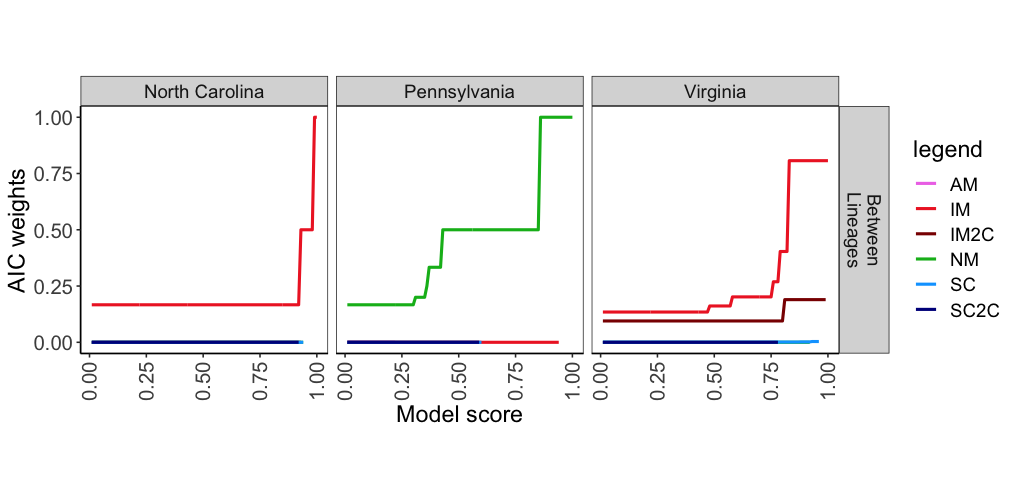 North Carolina
Pennsylvania
Virginia
Between
Lineages
AIC weights
1.00
0.75
0.50
0.25
0.00
0.00
0.25
0.50
0.75
1.00
0.00
0.25
0.50
0.75
1.00
0.00
0.25
0.50
0.75
1.00
Model score
legend
AM
IM
IM2C
NM
SC
SC2C